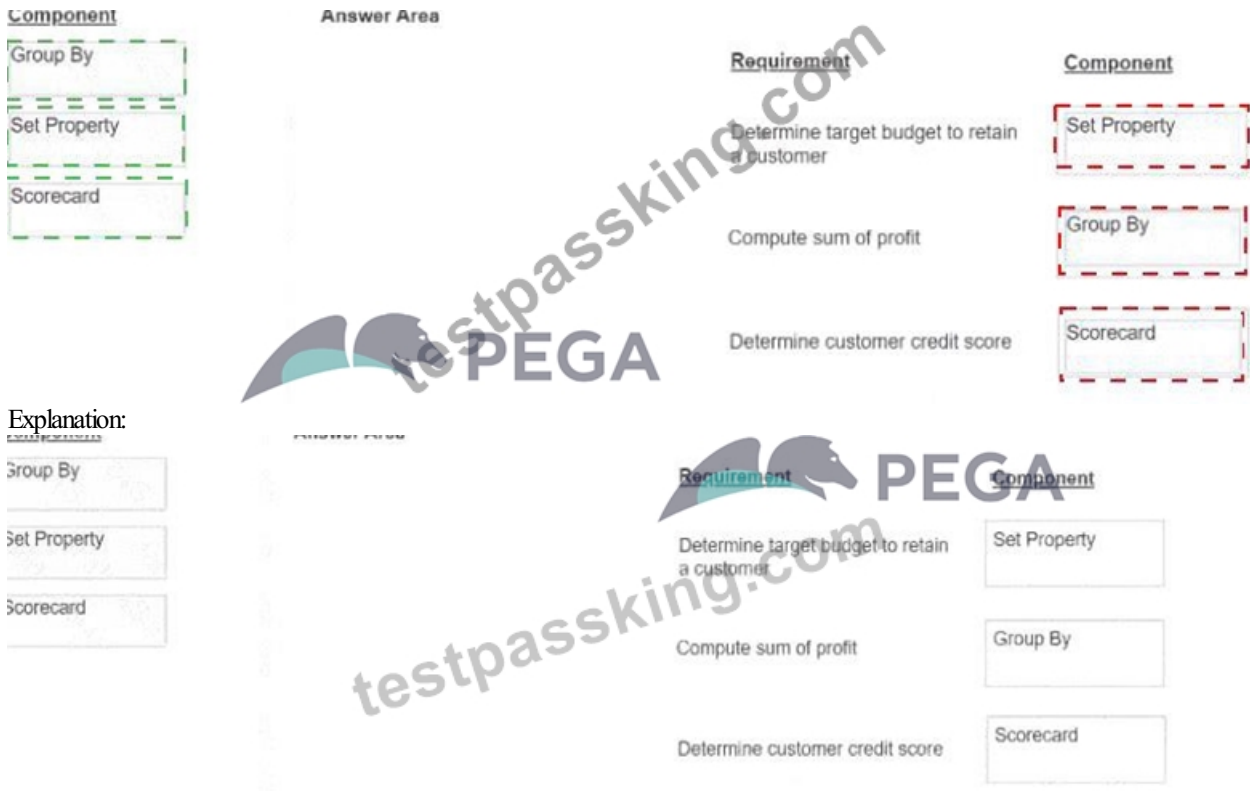 Component
Answer Area
Group By
Set Property
Scorecard
Requirement
Component
Determine target budget to retain
a customer
Set Property
Compute sum of profit
Group By
Determine customer credit score
Scorecard
testpassking.com
PEGA
Explanation:
Component
Answer Area
Group By
Set Property
Scorecard
PEGA
Requirement
Component
Determine target budget to retain
a customer
Set Property
Compute sum of profit
Group By
Determine customer credit score
Scorecard
testpassking.com